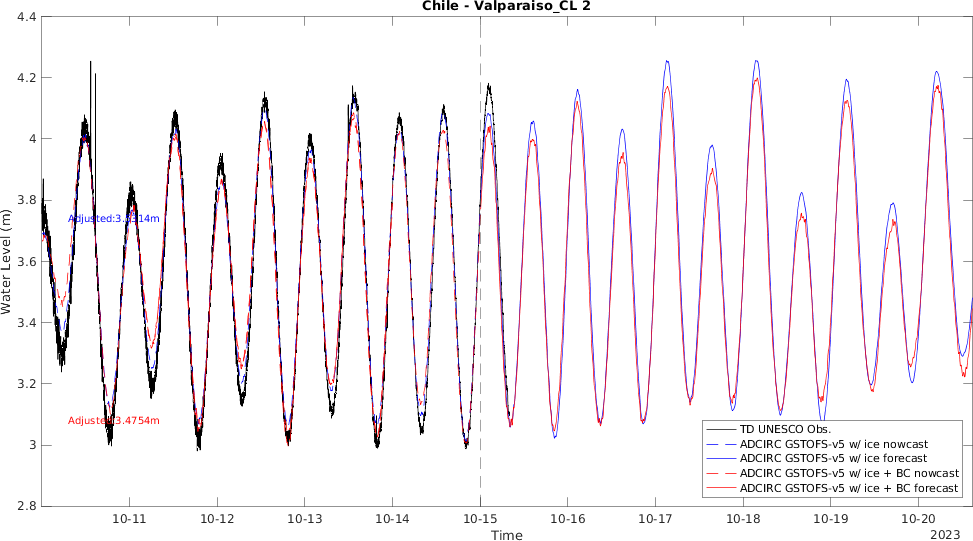 Chile - Valparaiso_CL 2
4.4
4.2
4
3.8
3.6
3.4
3.2
3
2.8
Water Level (m)
Adjusted:3.4754m
10-11
10-12
10-13
10-14
10-15
10-16
10-17
10-18
10-19
10-20
2023
Time
TD UNESCO Obs.
ADCIRC GSTOFS-v5 w/ ice nowcast
ADCIRC GSTOFS-v5 w/ ice forecast
ADCIRC GSTOFS-v5 w/ ice + BC nowcast
ADCIRC GSTOFS-v5 w/ ice + BC forecast